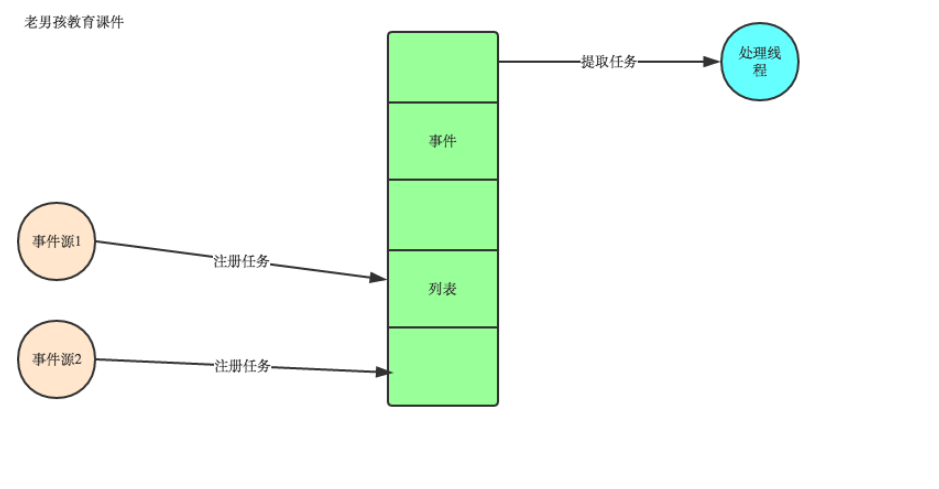 老男孩教育课件
提取任务
处理线
程
事件
事件源1
注册任务
列表
事件源2
注册任务